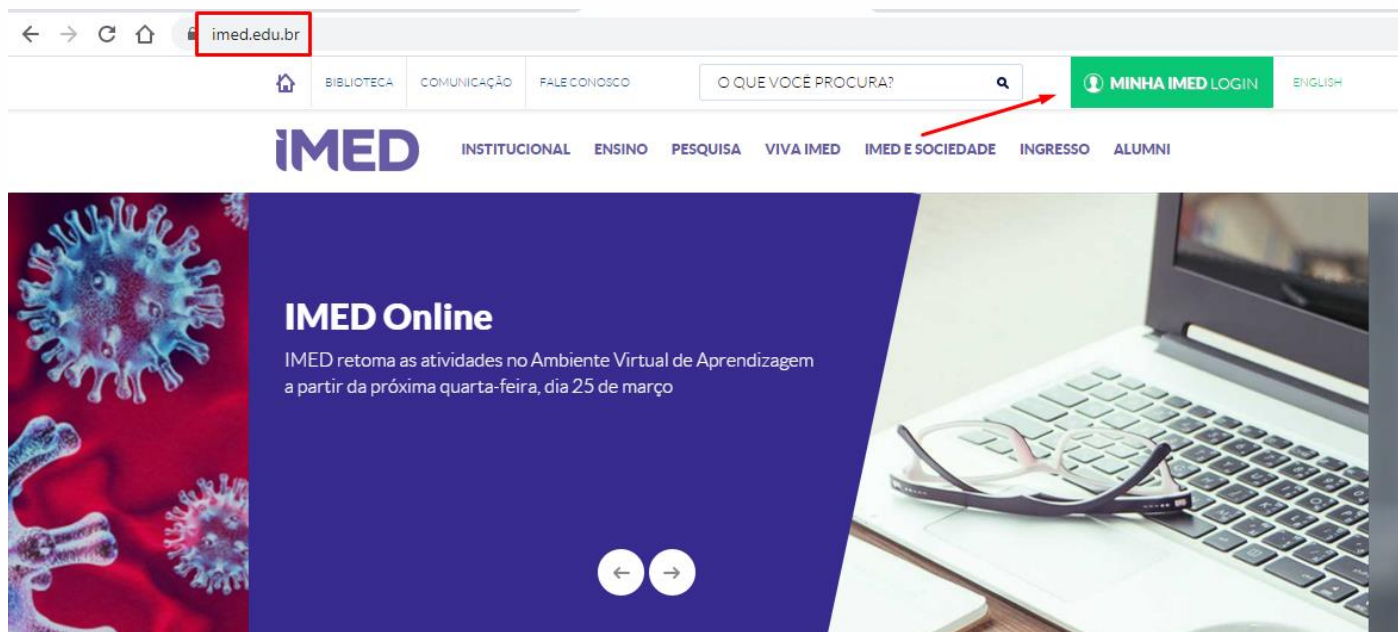 imed.edu.br
BIBLIOTECA COMUNICAÇÃO FALE CONOSCO O QUE VOCÊ PROCURA? MINHA IMED LOGIN ENGLISH
iMED INSTITUCIONAL ENSINO PESQUISA VIVA IMED IMED E SOCIEDADE INGRESSO ALUMNI
IMED Online
IMED retoma as atividades no Ambiente Virtual de Aprendizagem
a partir da próxima quarta-feira, dia 25 de março